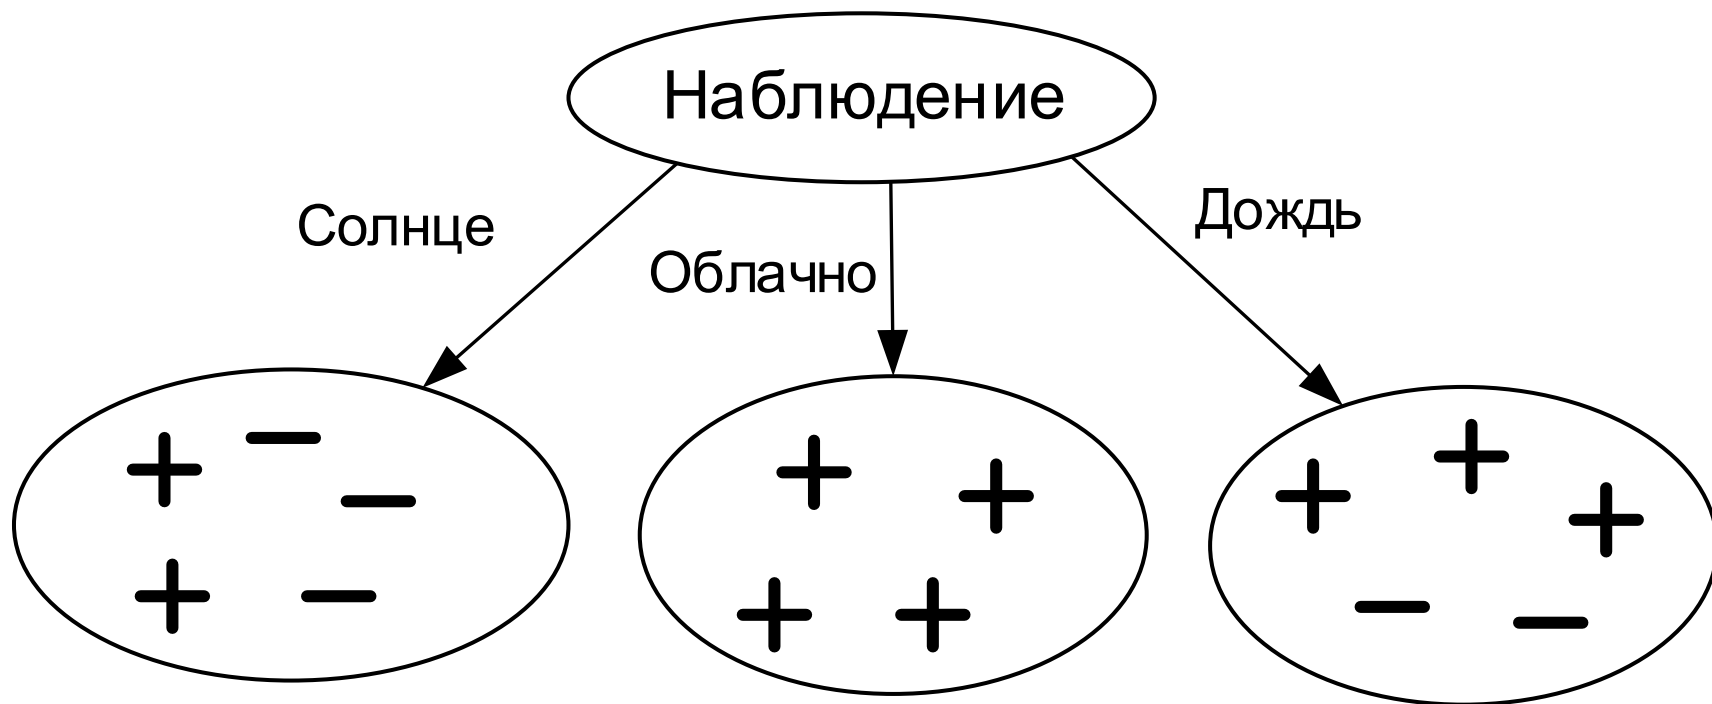 Наблюдение
Солнце
Облачно
Дождь
+ −
−
+ −
+ +
+ +
+ + +
− −